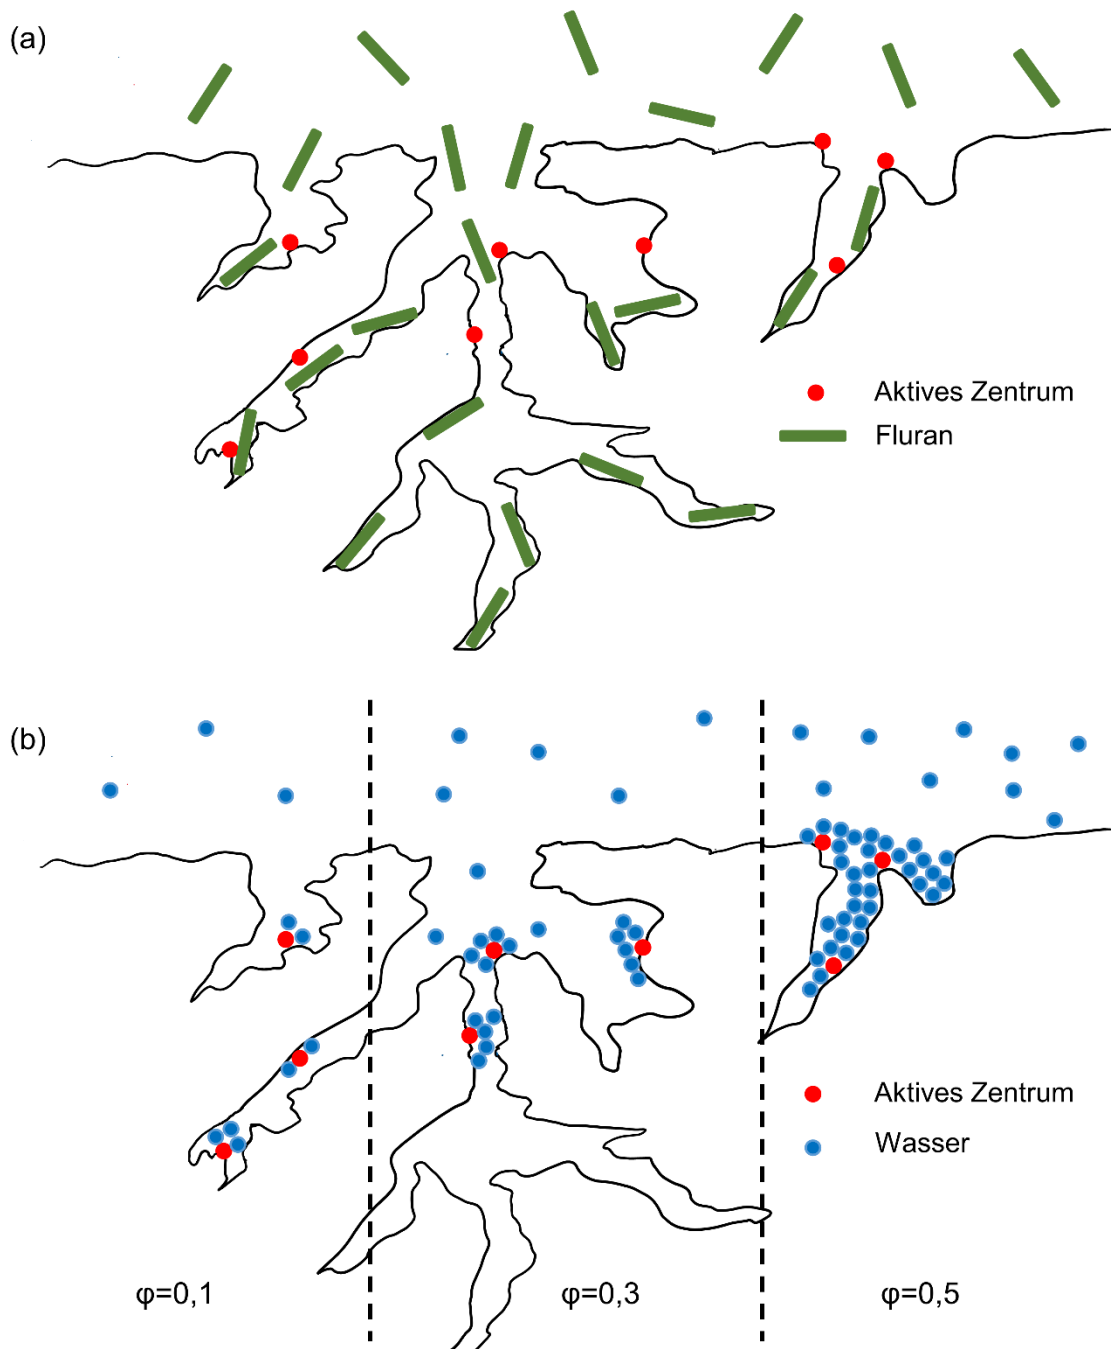 (a)
Aktives Zentrum
Fluran
(b)
Aktives Zentrum
Wasser
φ=0,1
φ=0,3
φ=0,5